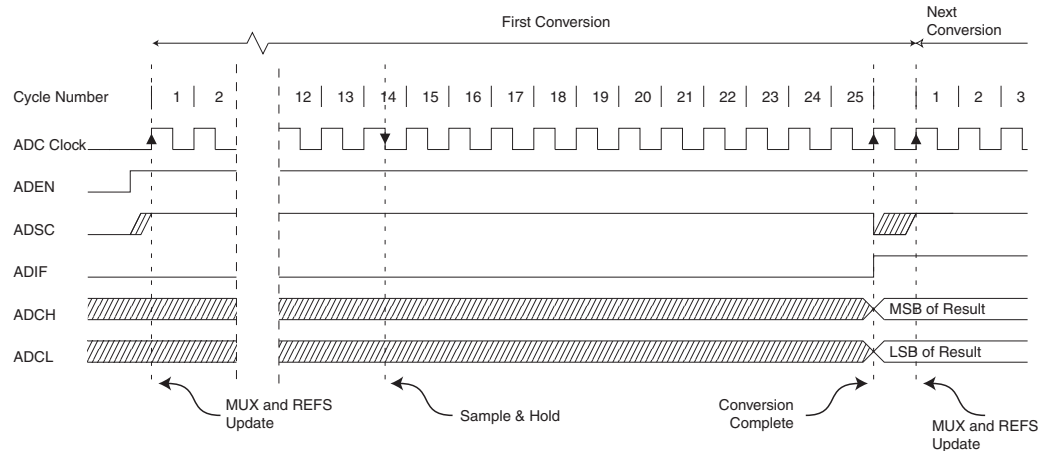 First Conversion
Next
Conversion
Cycle Number 1 2 12 13 14 15 16 17 18 19 20 21 22 23 24 25 1 2 3
ADC Clock
ADEN
ADSC
ADIF
ADCH
MSB of Result
ADCL
LSB of Result
MUX and REFS
Update
Sample & Hold
Conversion
Complete
MUX and REFS
Update